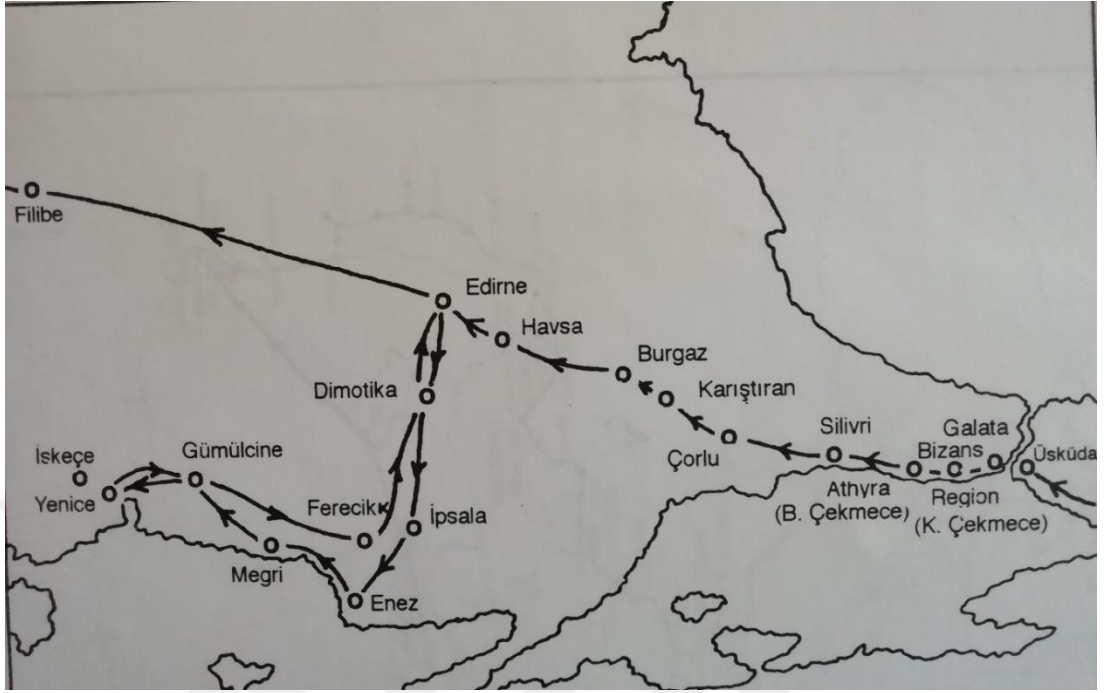 Filibe
Edirne
Havsa
Burgaz
Dimotika
Karıştıran
Silivri
Galata
Bizans
Üsküda
Çorlu
İskeçe
Gümülcine
Yenice
Ferecik
İpsala
Athyra
(B. Çekmece)
Region
(K. Çekmece)
Megri
Enez